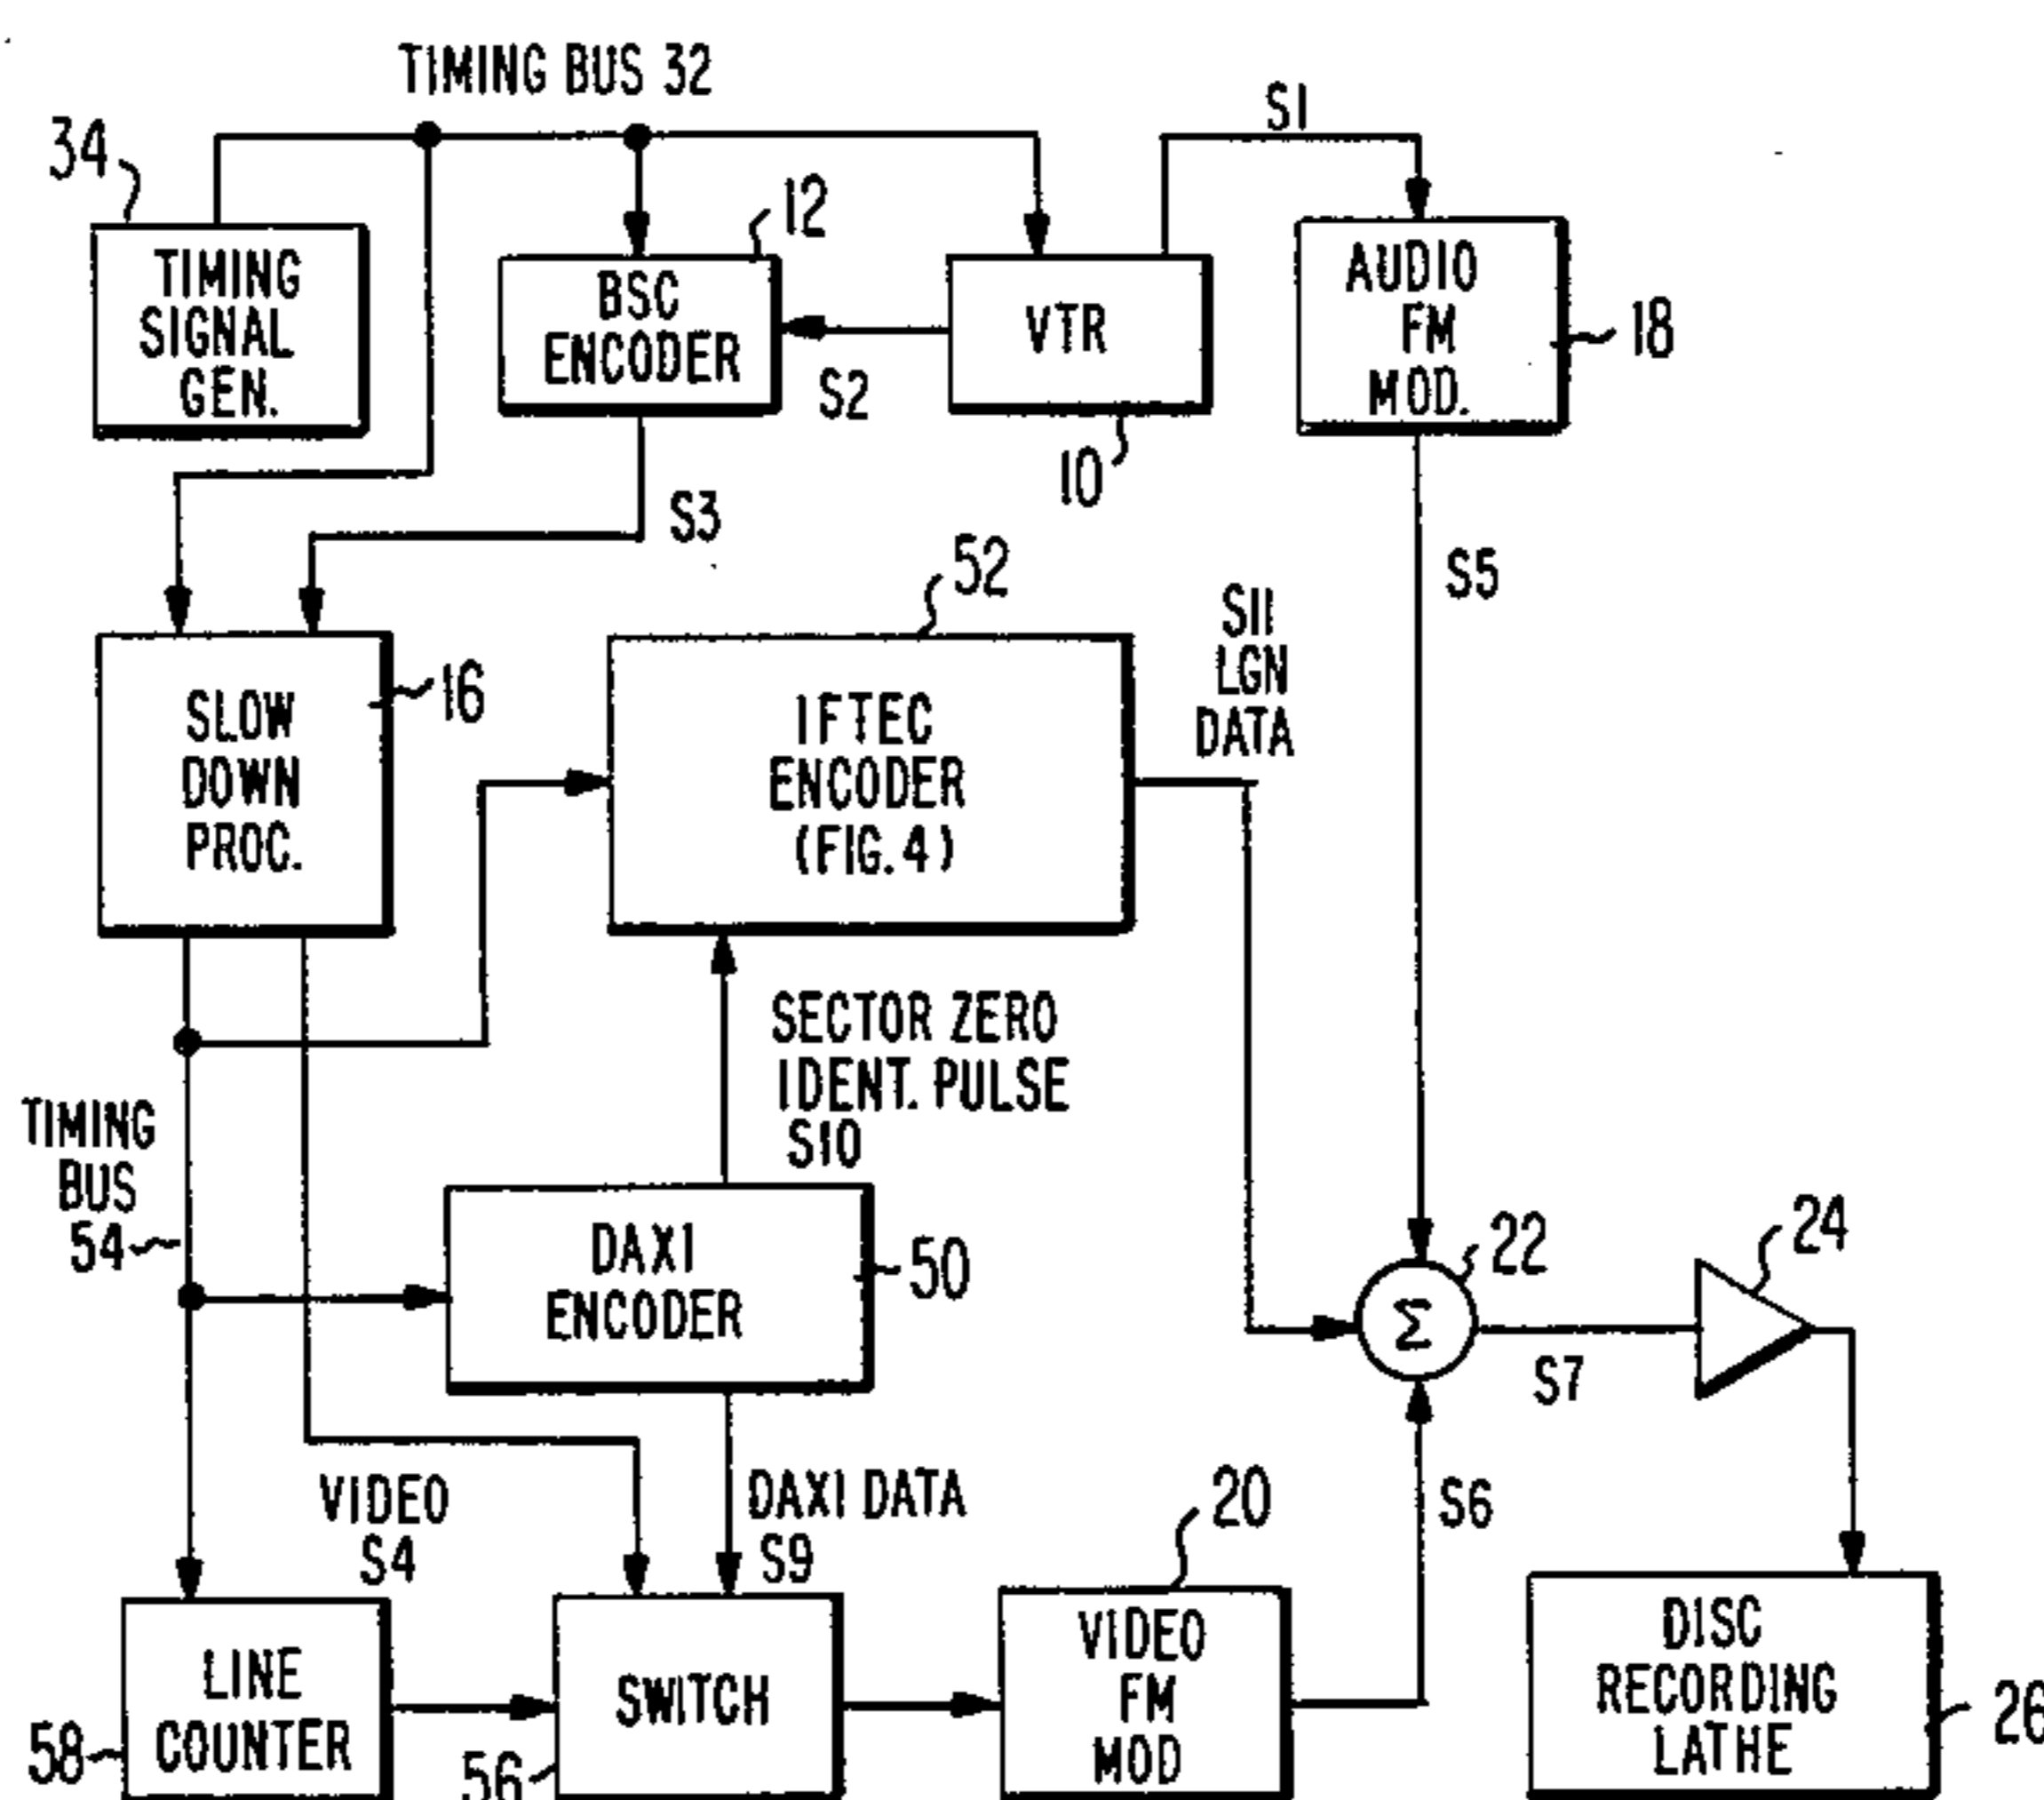 TIMING BUS 32
S1
34
12
TIMING
SIGNAL
GEN.
BSC
ENCODER
VTR
AUDIO
FM
MOD.
18
S2
10
S3
52
S5
S11
LGN
DATA
SLOW
DOWN
PROC.
16
IFTEC
ENCODER
(FIG. 4)
SECTOR ZERO
IDENT. PULSE
S10
TIMING
BUS
54
DAXI
ENCODER
50
22
24
Σ
S7
VIDEO
S4
DAXI DATA
S9
20
S6
LINE
COUNTER
58
SWITCH
56
VIDEO
FM
MOD
DISC
RECORDING
LATHE
26